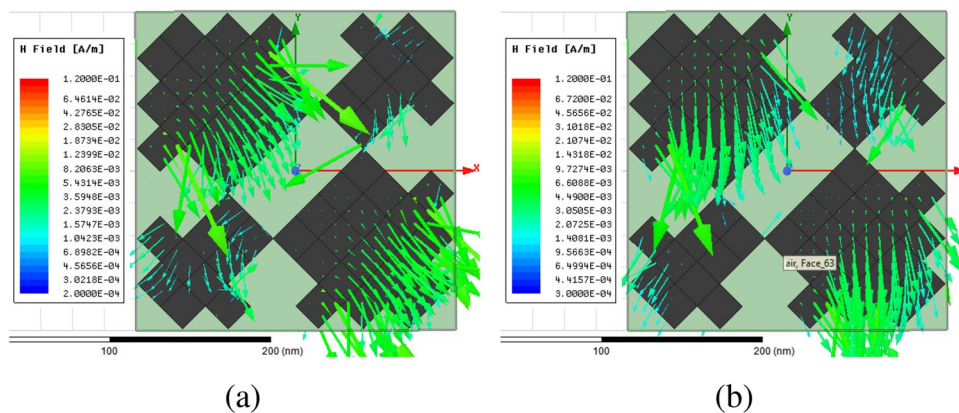 H Field [A/m]
1.2000E-01
6.4614E-02
4.2765E-02
2.8305E-02
1.8734E-02
1.2399E-02
8.2063E-03
5.4314E-03
3.5948E-03
2.3793E-03
1.5747E-03
1.0423E-03
6.8982E-04
4.5656E-04
3.0218E-04
2.0000E-04
Y
X
100
200 (nm)
(a)
H Field [A/m]
1.2000E-01
6.7200E-02
4.5656E-02
3.1018E-02
2.1074E-02
1.4318E-02
9.7274E-03
6.6088E-03
4.4900E-03
3.0505E-03
2.0725E-03
1.4081E-03
9.5663E-04
6.4994E-04
4.4157E-04
3.0000E-04
Y
air, Face_63
100
200 (nm)
(b)